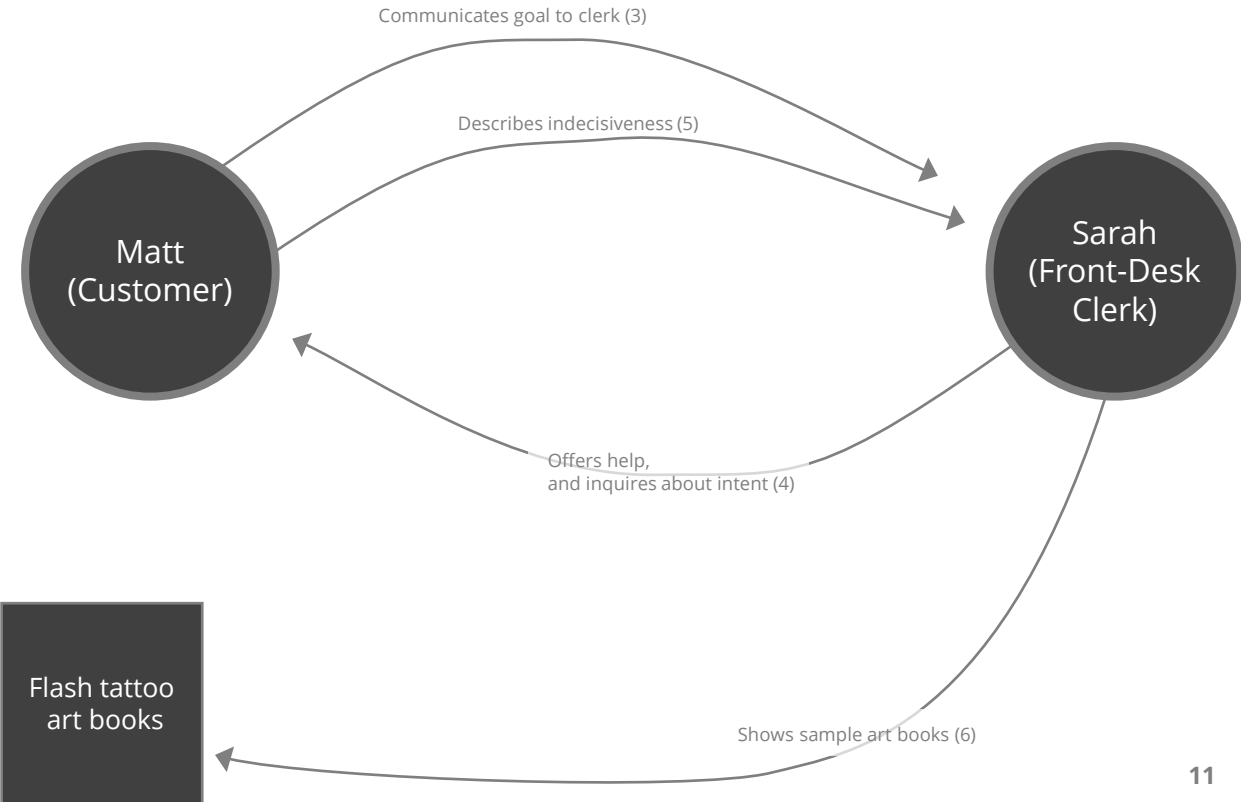 Communicates goal to clerk (3)
Describes indecisiveness (5)
Matt
(Customer)
Sarah
(Front-Desk
Clerk)
Offers help,
and inquires about intent (4)
Flash tattoo
art books
Shows sample art books (6)
11